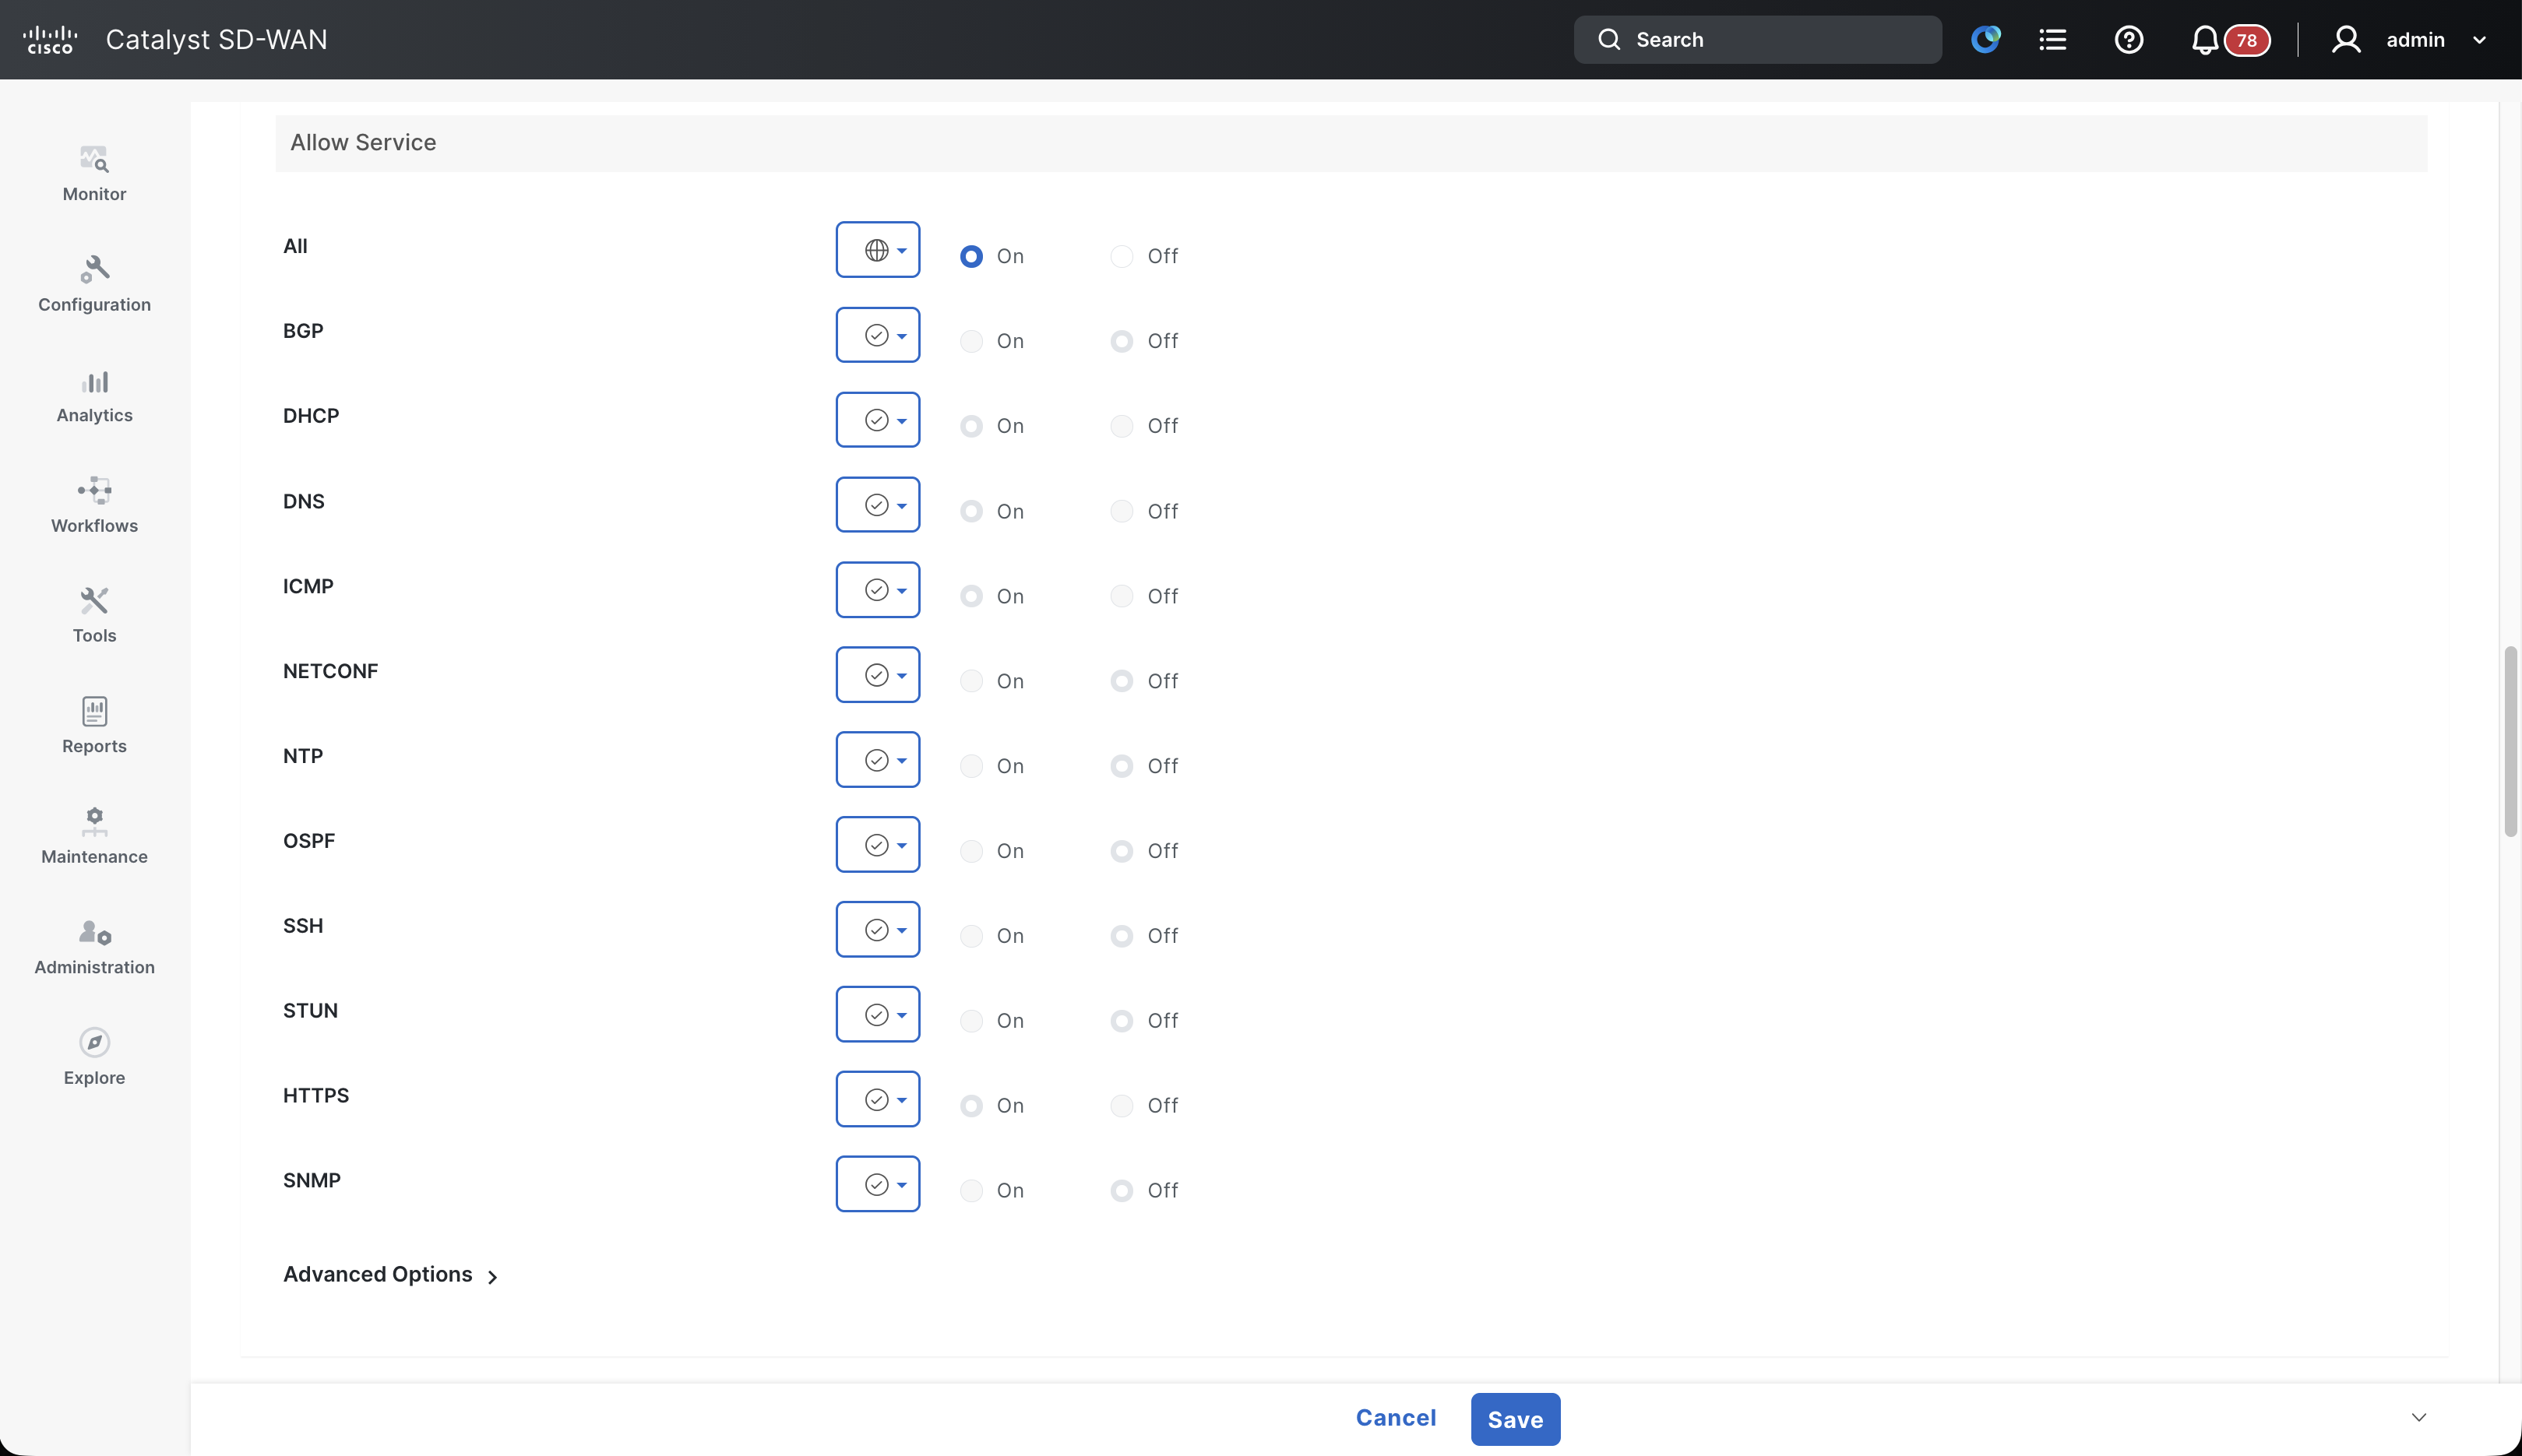 CISCO Catalyst SD-WAN Search 78 admin
Monitor
Configuration
Analytics
Workflows
Tools
Reports
Maintenance
Administration
Explore
Allow Service
All On Off
BGP On Off
DHCP On Off
DNS On Off
ICMP On Off
NETCONF On Off
NTP On Off
OSPF On Off
SSH On Off
STUN On Off
HTTPS On Off
SNMP On Off
Advanced Options
Cancel Save